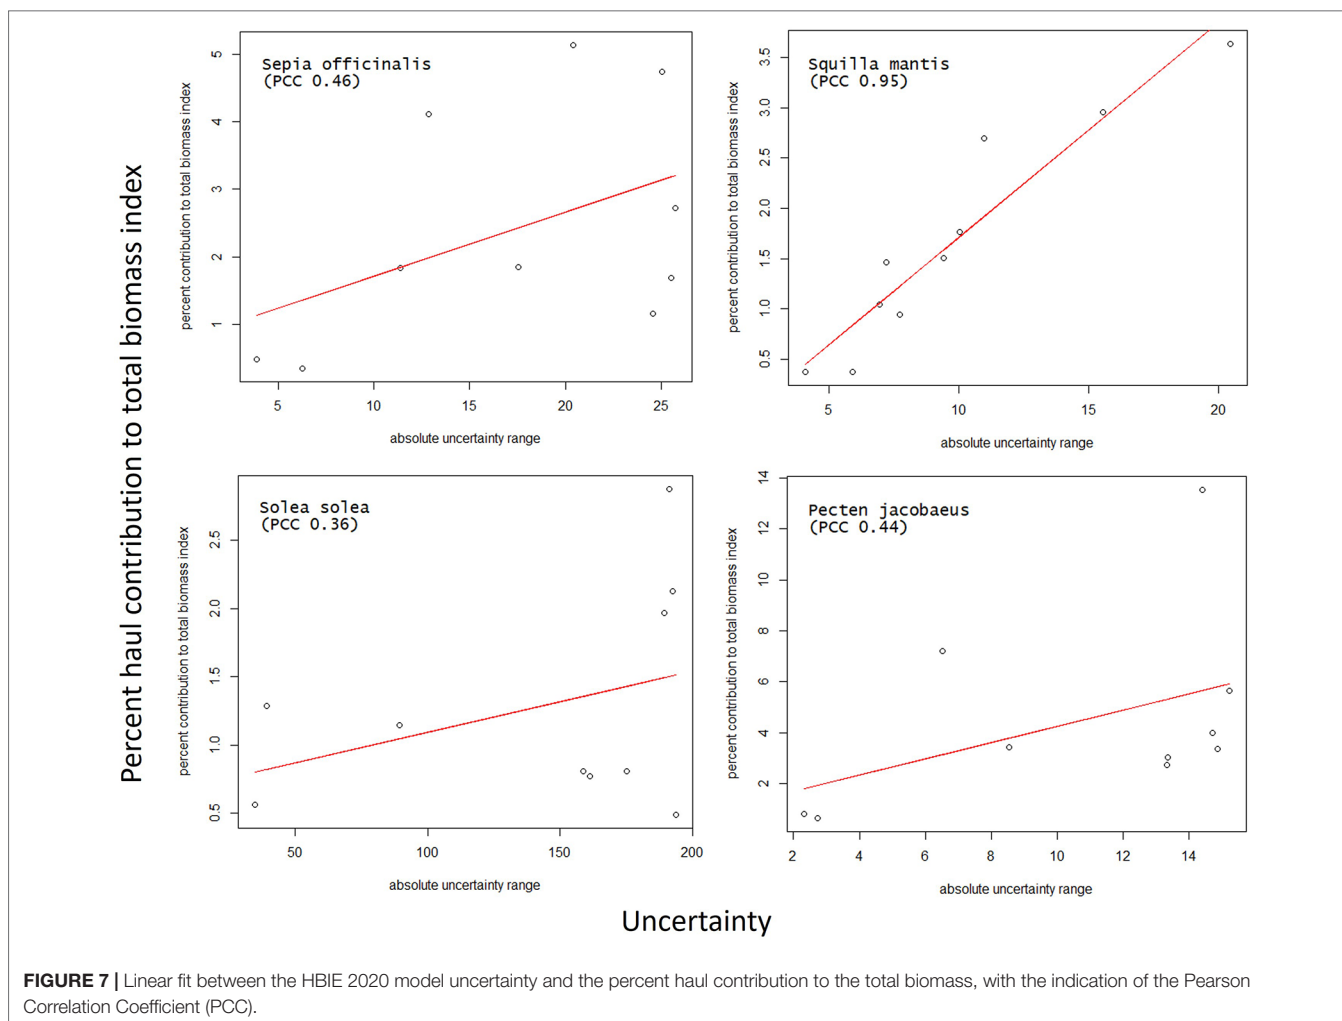 Percent haul contribution to total biomass index
Sepia officinalis
(PCC 0.46)
percent contribution to total biomass index
5
4
3
2
1
5 10 15 20 25
absolute uncertainty range
Squilla mantis
(PCC 0.95)
percent contribution to total biomass index
3.5
3.0
2.5
2.0
1.5
1.0
0.5
5 10 15 20
absolute uncertainty range
Solea solea
(PCC 0.36)
percent contribution to total biomass index
2.5
2.0
1.5
1.0
0.5
50 100 150 200
absolute uncertainty range
Pecten jacobaeus
(PCC 0.44)
percent contribution to total biomass index
14
12
10
8
6
4
2
2 4 6 8 10 12 14
absolute uncertainty range
Uncertainty
FIGURE 7 | Linear fit between the HBIE 2020 model uncertainty and the percent haul contribution to the total biomass, with the indication of the Pearson
Correlation Coefficient (PCC).